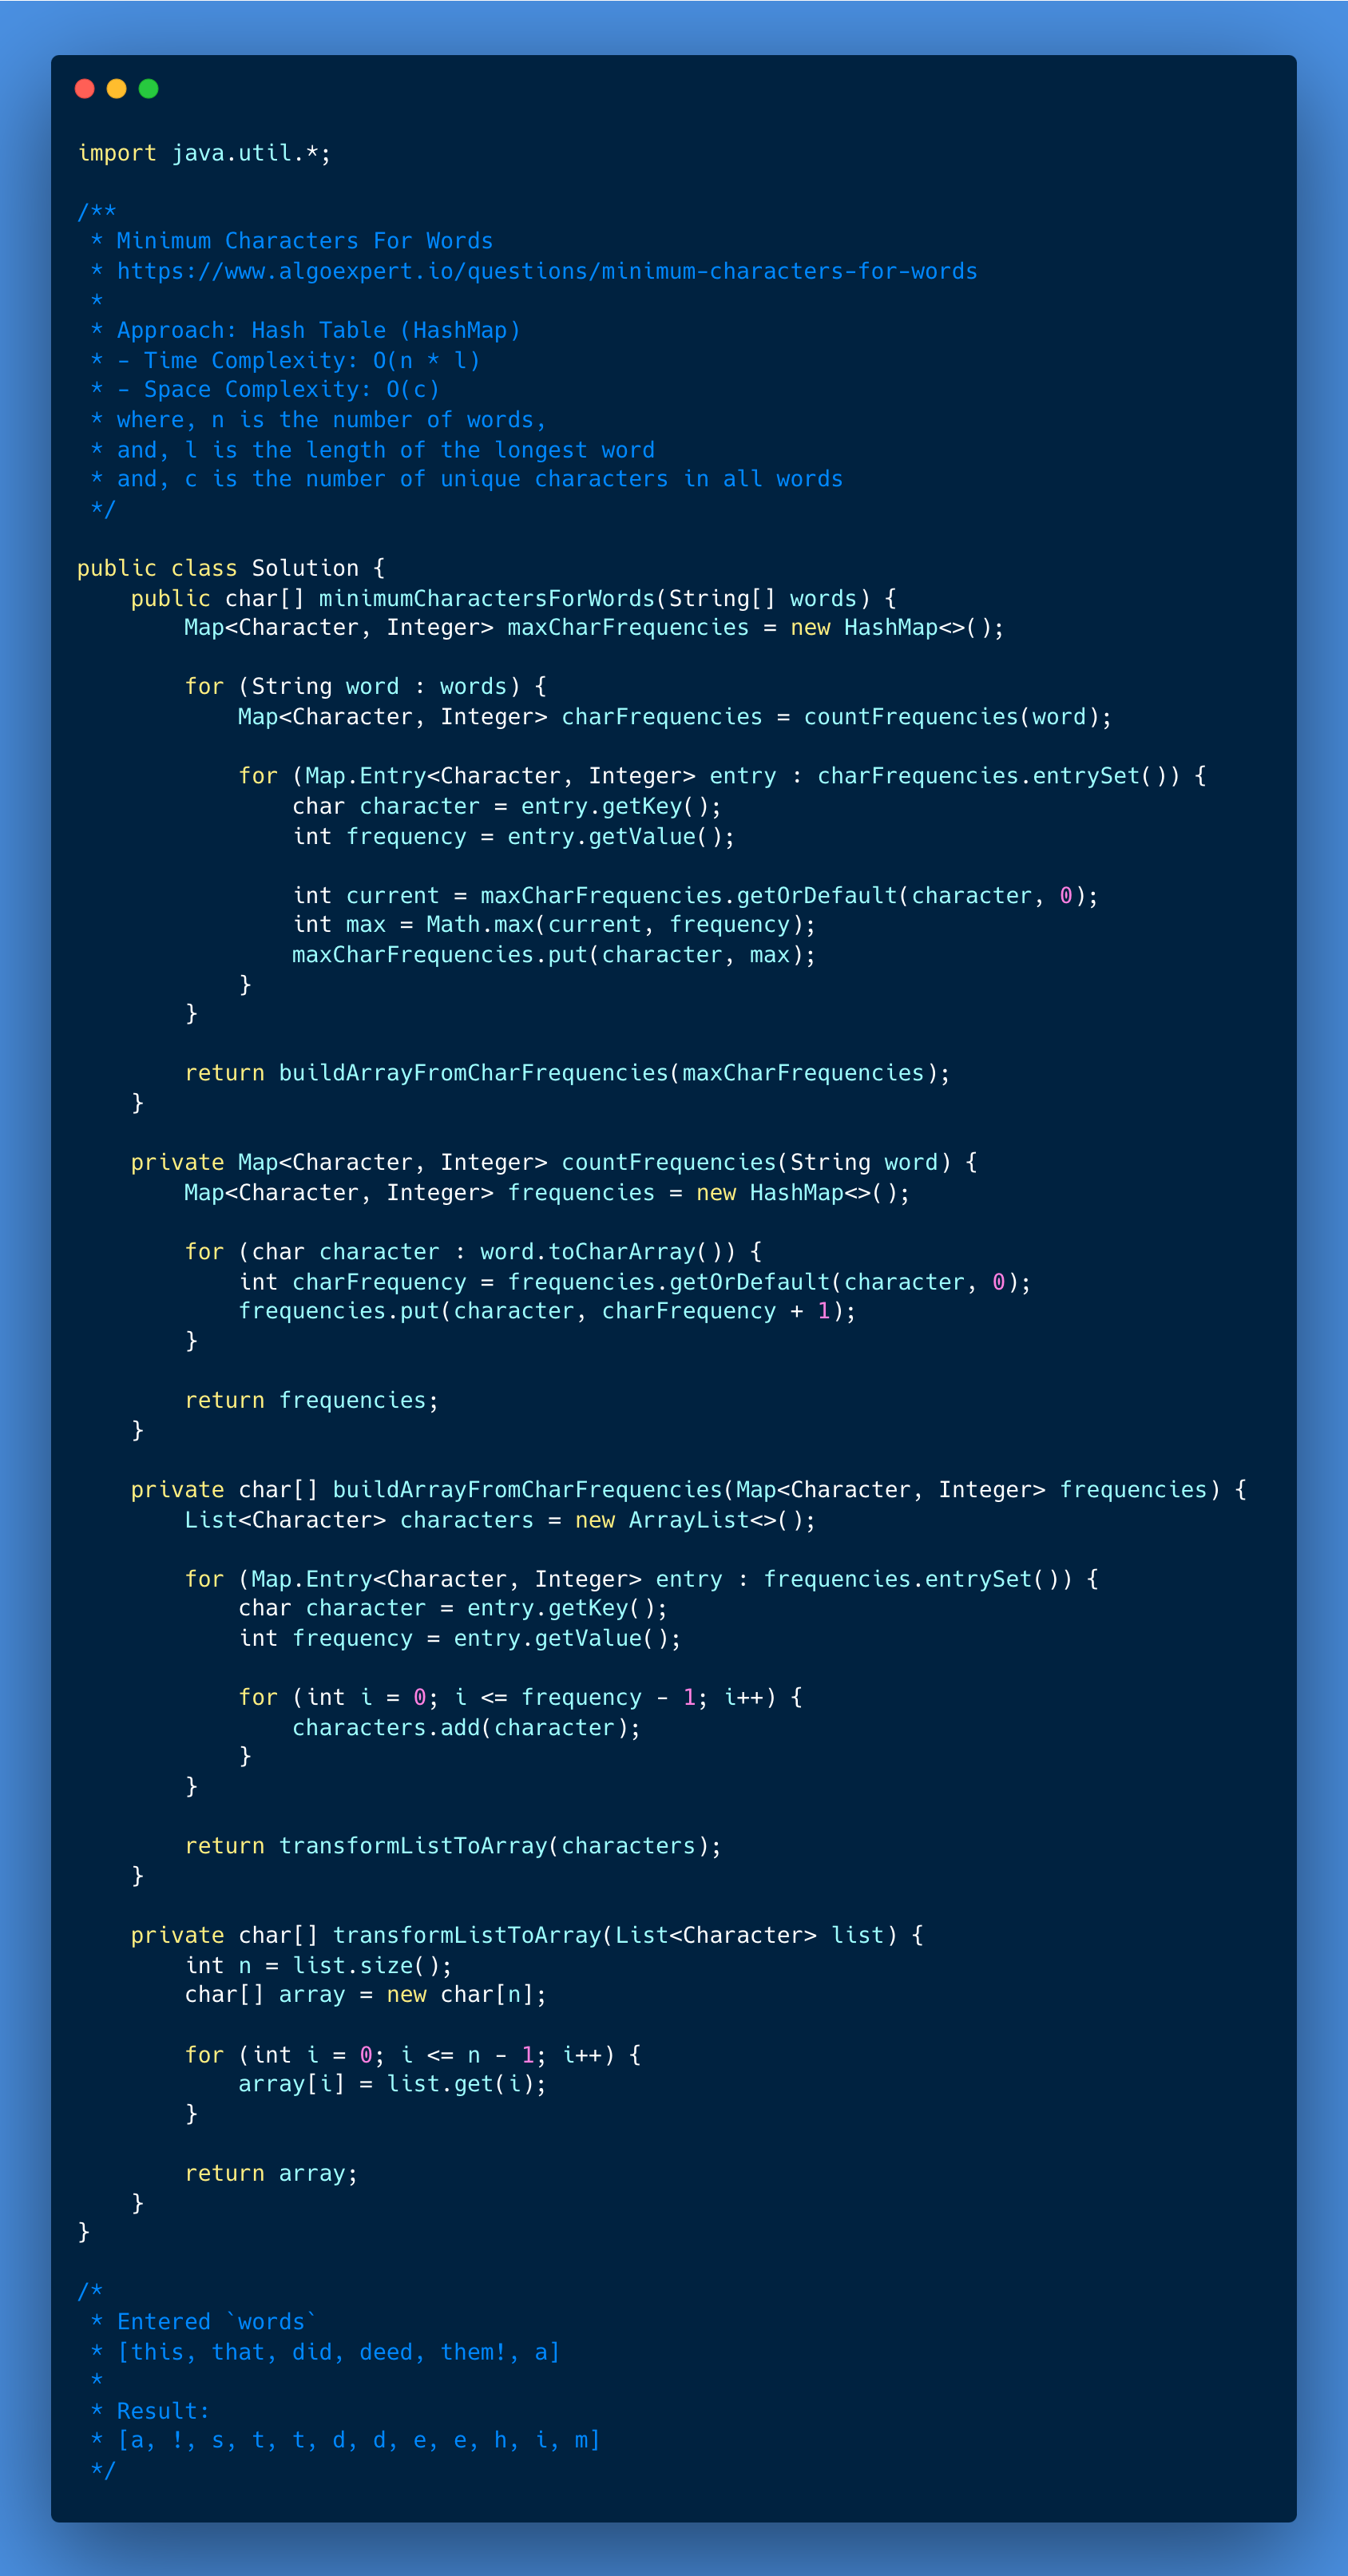 import java.util.*;

/**
 * Minimum Characters For Words
 * https://www.algoexpert.io/questions/minimum-characters-for-words
 *
 * Approach: Hash Table (HashMap)
 * - Time Complexity: O(n * l)
 * - Space Complexity: O(c)
 * where, n is the number of words,
 * and, l is the length of the longest word
 * and, c is the number of unique characters in all words
 */

public class Solution {
    public char[] minimumCharactersForWords(String[] words) {
        Map<Character, Integer> maxCharFrequencies = new HashMap<>();

        for (String word : words) {
            Map<Character, Integer> charFrequencies = countFrequencies(word);

            for (Map.Entry<Character, Integer> entry : charFrequencies.entrySet()) {
                char character = entry.getKey();
                int frequency = entry.getValue();

                int current = maxCharFrequencies.getOrDefault(character, 0);
                int max = Math.max(current, frequency);
                maxCharFrequencies.put(character, max);
            }
        }

        return buildArrayFromCharFrequencies(maxCharFrequencies);
    }

    private Map<Character, Integer> countFrequencies(String word) {
        Map<Character, Integer> frequencies = new HashMap<>();

        for (char character : word.toCharArray()) {
            int charFrequency = frequencies.getOrDefault(character, 0);
            frequencies.put(character, charFrequency + 1);
        }

        return frequencies;
    }

    private char[] buildArrayFromCharFrequencies(Map<Character, Integer> frequencies) {
        List<Character> characters = new ArrayList<>();

        for (Map.Entry<Character, Integer> entry : frequencies.entrySet()) {
            char character = entry.getKey();
            int frequency = entry.getValue();

            for (int i = 0; i <= frequency - 1; i++) {
                characters.add(character);
            }
        }

        return transformListToArray(characters);
    }

    private char[] transformListToArray(List<Character> list) {
        int n = list.size();
        char[] array = new char[n];

        for (int i = 0; i <= n - 1; i++) {
            array[i] = list.get(i);
        }

        return array;
    }
}

/*
 * Entered `words`
 * [this, that, did, deed, them!, a]
 *
 * Result:
 * [a, !, s, t, t, d, d, e, e, h, i, m]
 */